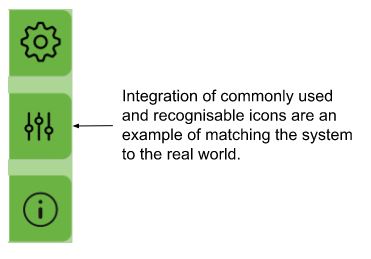 Integration of commonly used
and recognisable icons are an
example of matching the system
to the real world.